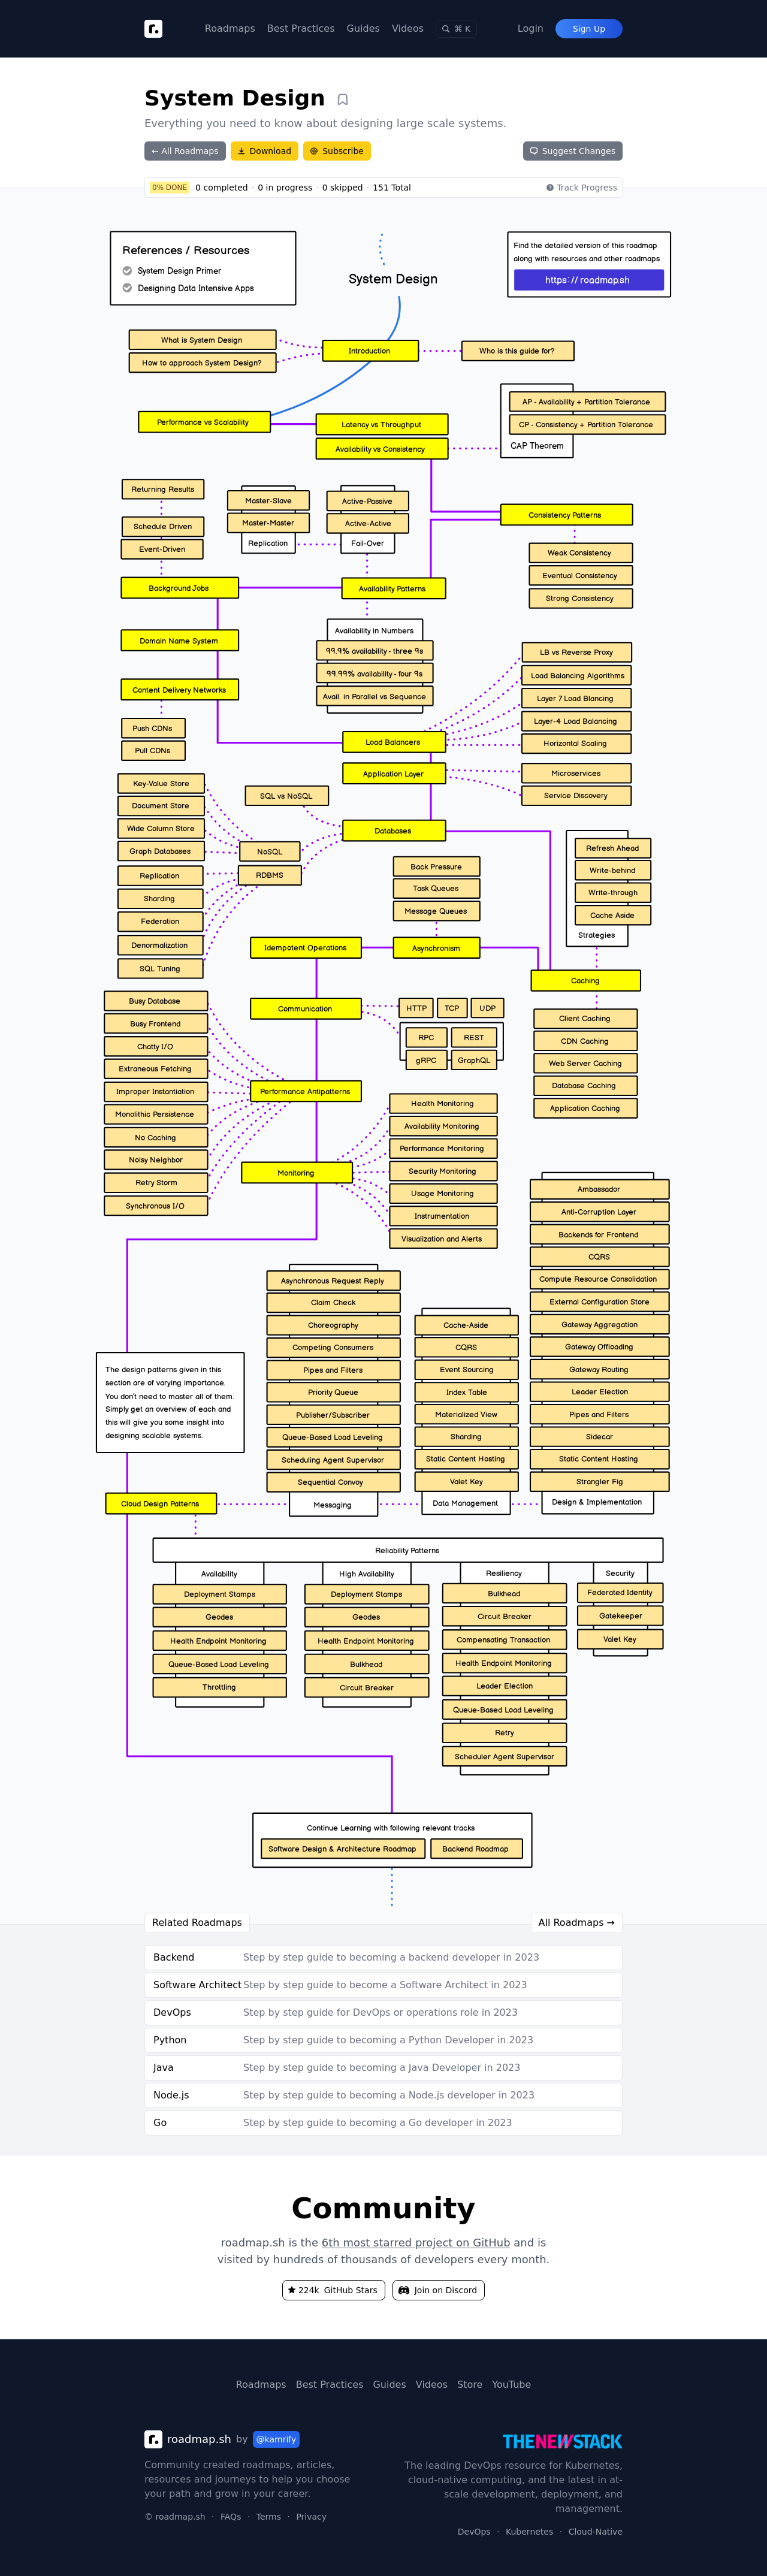 r.
Roadmaps Best Practices Guides Videos ⌘ K Login Sign Up
System Design
Everything you need to know about designing large scale systems.
← All Roadmaps Download Subscribe Suggest Changes
0% DONE 0 completed · 0 in progress · 0 skipped · 151 Total Track Progress
References / Resources
System Design Primer
Designing Data Intensive Apps
System Design
Find the detailed version of this roadmap
along with resources and other roadmaps
https://roadmap.sh
What is System Design
How to approach System Design?
Introduction
Who is this guide for?
Performance vs Scalability
Latency vs Throughput
Availability vs Consistency
AP - Availability + Partition Tolerance
CP - Consistency + Partition Tolerance
CAP Theorem
Returning Results
Schedule Driven
Event-Driven
Master-Slave
Master-Master
Replication
Active-Passive
Active-Active
Fail-Over
Consistency Patterns
Weak Consistency
Eventual Consistency
Strong Consistency
Background Jobs
Availability Patterns
Domain Name System
Content Delivery Networks
Push CDNs
Pull CDNs
Availability in Numbers
99.9% availability - three 9s
99.99% availability - four 9s
Avail. in Parallel vs Sequence
LB vs Reverse Proxy
Load Balancing Algorithms
Layer 7 Load Blancing
Layer-4 Load Balancing
Horizontal Scaling
Load Balancers
Application Layer
Microservices
Service Discovery
Key-Value Store
Document Store
Wide Column Store
Graph Databases
SQL vs NoSQL
Databases
NoSQL
RDBMS
Replication
Sharding
Federation
Denormalization
SQL Tuning
Back Pressure
Task Queues
Message Queues
Refresh Ahead
Write-behind
Write-through
Cache Aside
Strategies
Idempotent Operations
Asynchronism
Caching
Client Caching
CDN Caching
Web Server Caching
Database Caching
Application Caching
Busy Database
Busy Frontend
Chatty I/O
Extraneous Fetching
Improper Instantiation
Monolithic Persistence
No Caching
Noisy Neighbor
Retry Storm
Synchronous I/O
Communication
HTTP TCP UDP
RPC REST
gRPC GraphQL
Performance Antipatterns
Monitoring
Health Monitoring
Availability Monitoring
Performance Monitoring
Security Monitoring
Usage Monitoring
Instrumentation
Visualization and Alerts
The design patterns given in this
section are of varying importance.
You don't need to master all of them.
Simply get an overview of each and
this will give you some insight into
designing scalable systems.
Cloud Design Patterns
Asynchronous Request Reply
Claim Check
Choreography
Competing Consumers
Pipes and Filters
Priority Queue
Publisher/Subscriber
Queue-Based Load Leveling
Scheduling Agent Supervisor
Sequential Convoy
Messaging
Cache-Aside
CQRS
Event Sourcing
Index Table
Materialized View
Sharding
Static Content Hosting
Valet Key
Data Management
Ambassador
Anti-Corruption Layer
Backends for Frontend
CQRS
Compute Resource Consolidation
External Configuration Store
Gateway Aggregation
Gateway Offloading
Gateway Routing
Leader Election
Pipes and Filters
Sidecar
Static Content Hosting
Strangler Fig
Design & Implementation
Reliability Patterns
Availability
Deployment Stamps
Geodes
Health Endpoint Monitoring
Queue-Based Load Leveling
Throttling
High Availability
Deployment Stamps
Geodes
Health Endpoint Monitoring
Bulkhead
Circuit Breaker
Resiliency
Bulkhead
Circuit Breaker
Compensating Transaction
Health Endpoint Monitoring
Leader Election
Queue-Based Load Leveling
Retry
Scheduler Agent Supervisor
Security
Federated Identity
Gatekeeper
Valet Key
Continue Learning with following relevant tracks
Software Design & Architecture Roadmap Backend Roadmap
Related Roadmaps All Roadmaps →
Backend Step by step guide to becoming a backend developer in 2023
Software Architect Step by step guide to become a Software Architect in 2023
DevOps Step by step guide for DevOps or operations role in 2023
Python Step by step guide to becoming a Python Developer in 2023
Java Step by step guide to becoming a Java Developer in 2023
Node.js Step by step guide to becoming a Node.js developer in 2023
Go Step by step guide to becoming a Go developer in 2023
Community
roadmap.sh is the 6th most starred project on GitHub and is
visited by hundreds of thousands of developers every month.
224k GitHub Stars Join on Discord
Roadmaps Best Practices Guides Videos Store YouTube
r. roadmap.sh by @kamrify
Community created roadmaps, articles,
resources and journeys to help you choose
your path and grow in your career.
© roadmap.sh · FAQs · Terms · Privacy
THENEWSTACK
The leading DevOps resource for Kubernetes,
cloud-native computing, and the latest in at-
scale development, deployment, and
management.
DevOps · Kubernetes · Cloud-Native